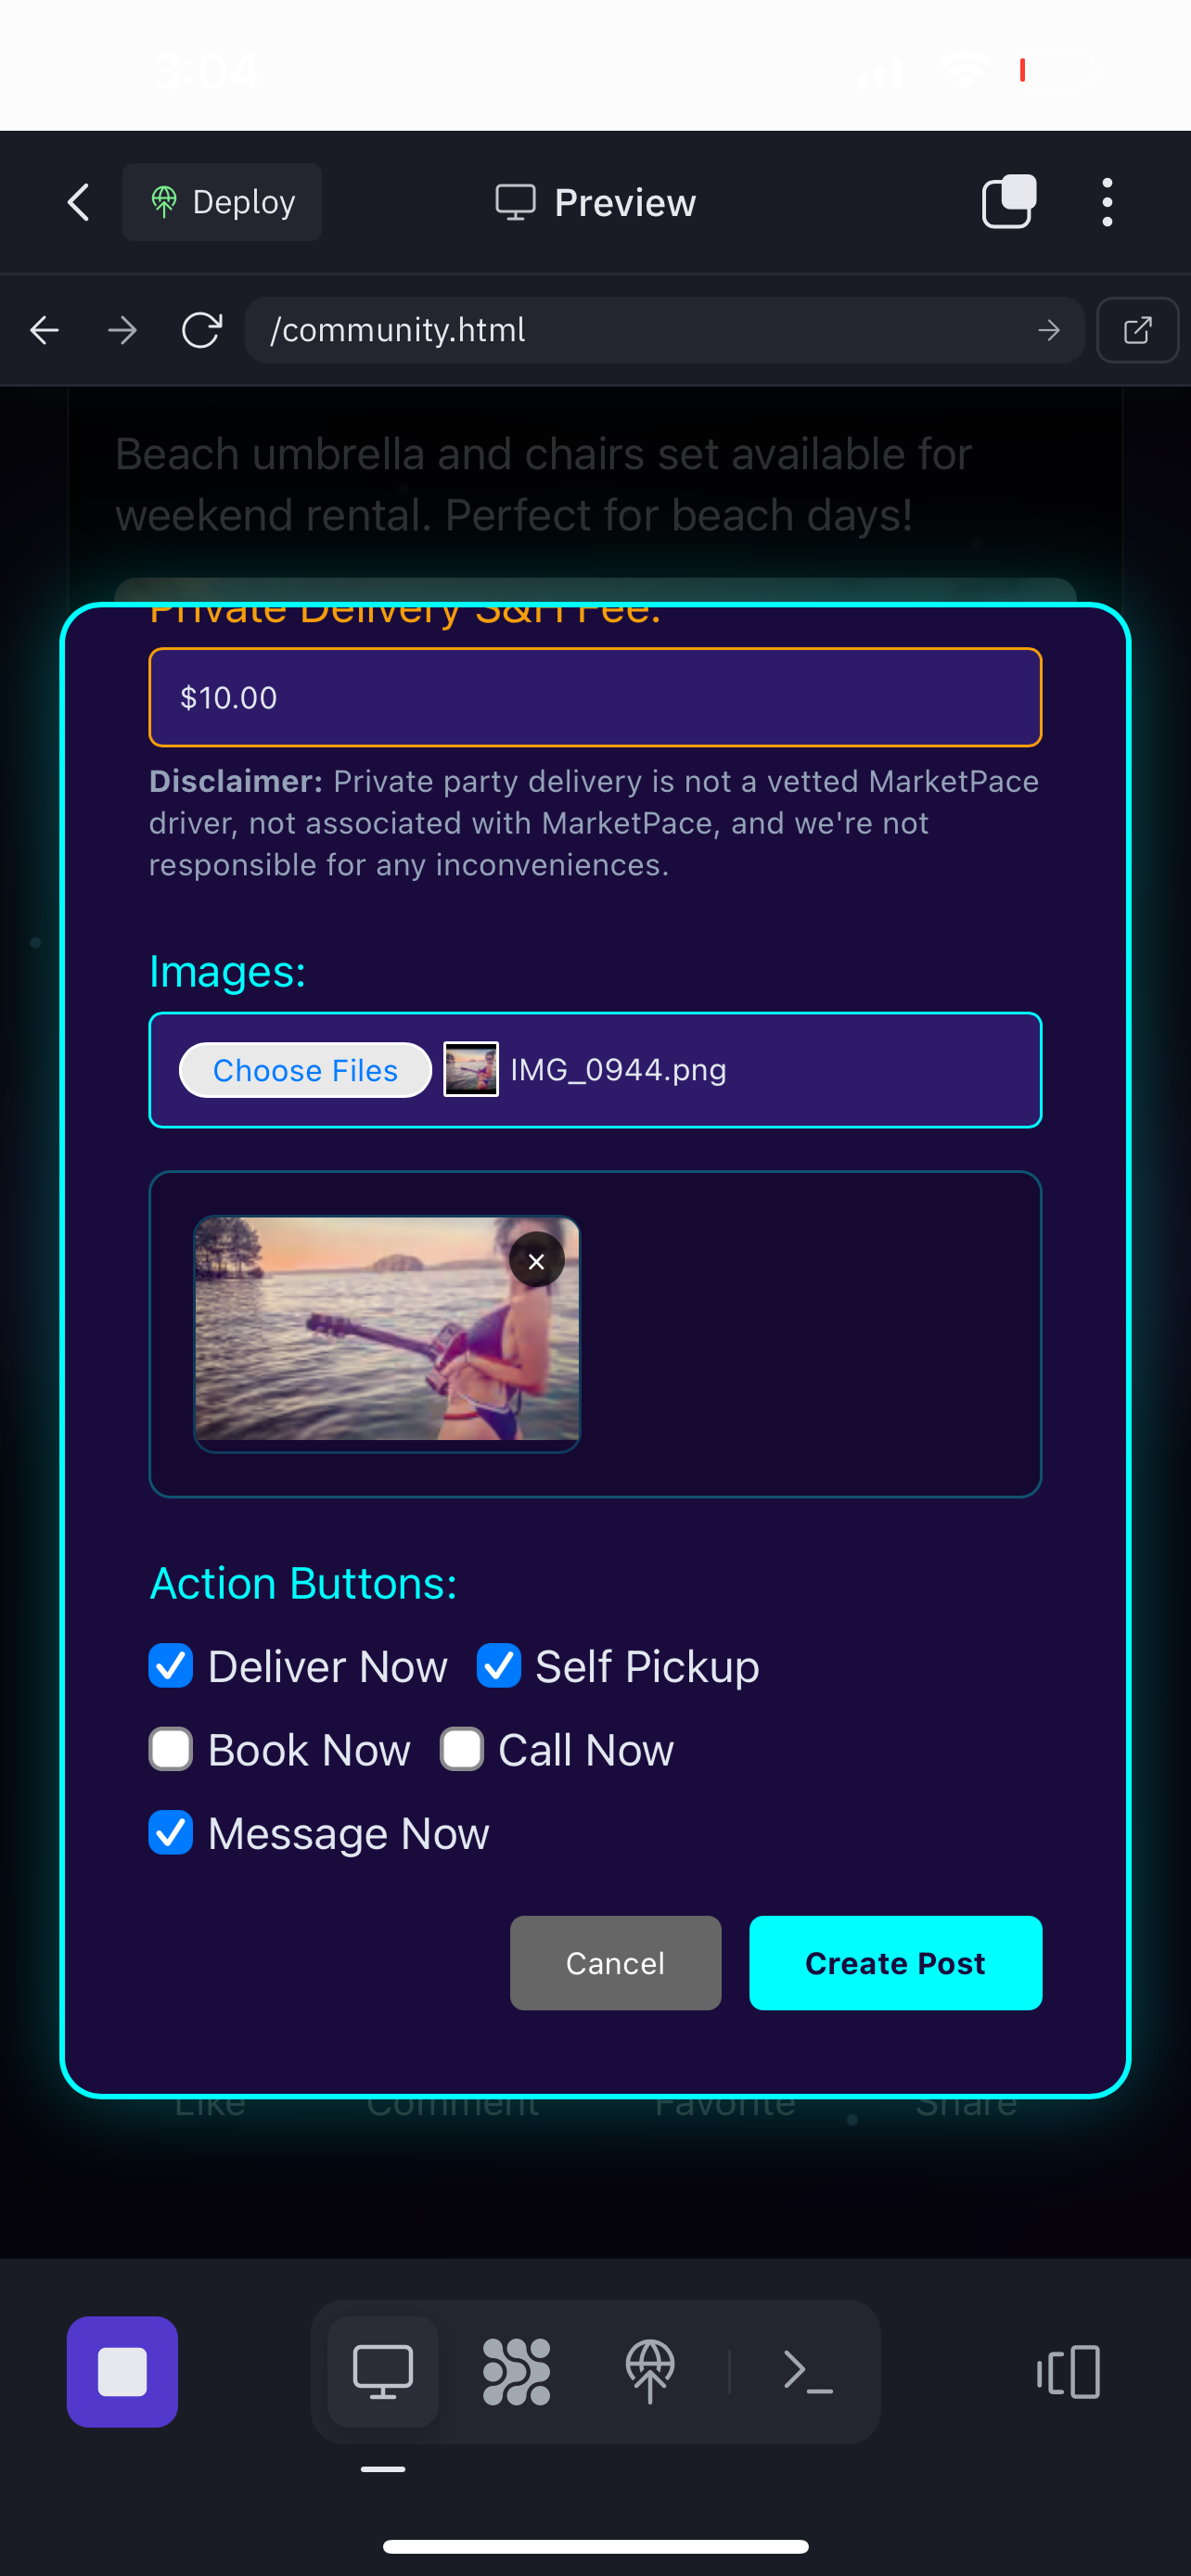 3:04
Deploy
Preview
/community.html
Beach umbrella and chairs set available for
weekend rental. Perfect for beach days!
Private Delivery S&H Fee:
$10.00
Disclaimer: Private party delivery is not a vetted MarketPace
driver, not associated with MarketPace, and we're not
responsible for any inconveniences.
Images:
Choose Files IMG_0944.png
Action Buttons:
Deliver Now Self Pickup
Book Now Call Now
Message Now
Cancel Create Post
Like Comment Favorite Share